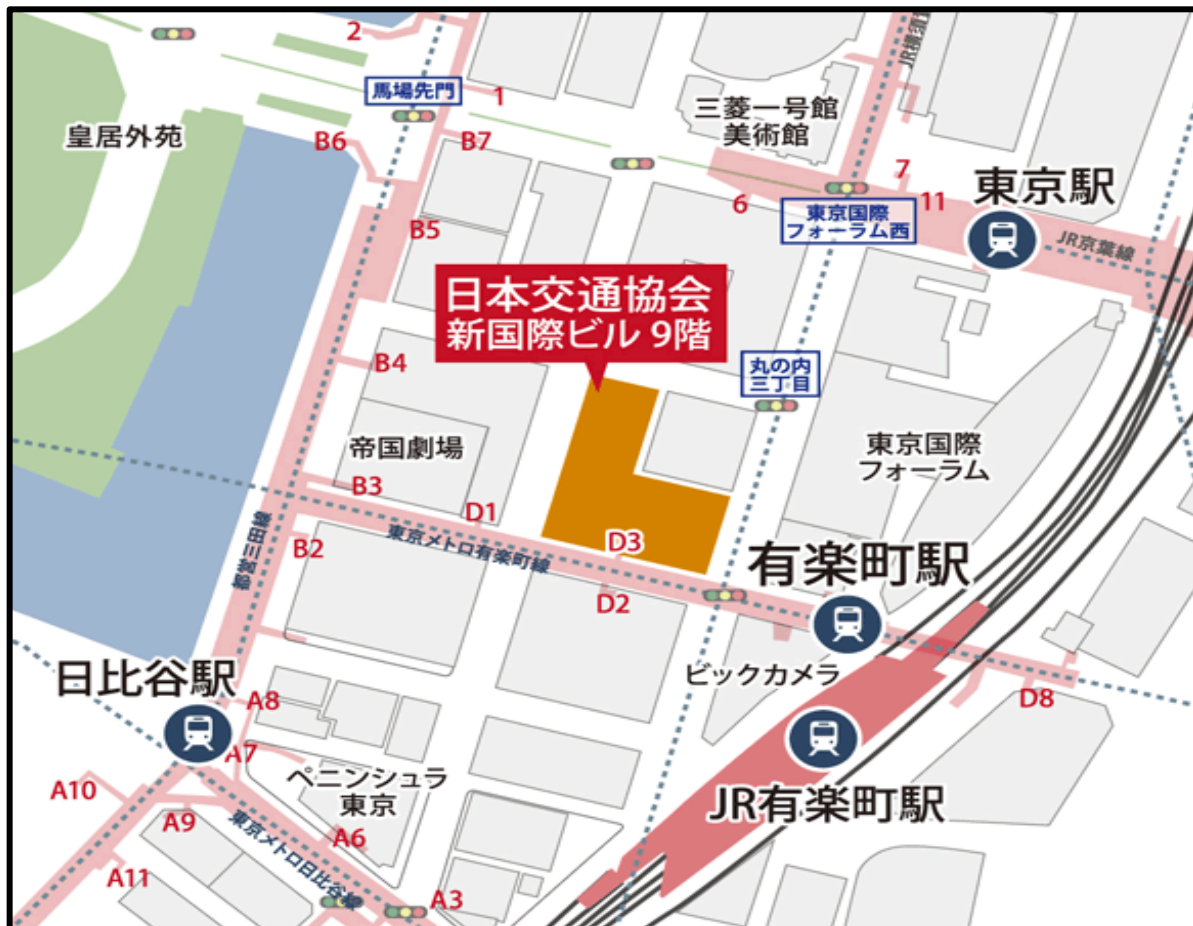 2
馬場先門
1
皇居外苑
B6
B7
三菱一号館
美術館
7
6
11
東京駅
東京国際
フォーラム西
JR京葉線
B5
日本交通協会
新国際ビル 9階
B4
丸の内
三丁目
帝国劇場
東京国際
フォーラム
B3
D1
D3
都営三田線
東京メトロ有楽町線
B2
D2
有楽町駅
日比谷駅
ビックカメラ
A8
D8
A7
ペニンシュラ
東京
JR有楽町駅
A10
A9
東京メトロ日比谷線
A6
A11
A3